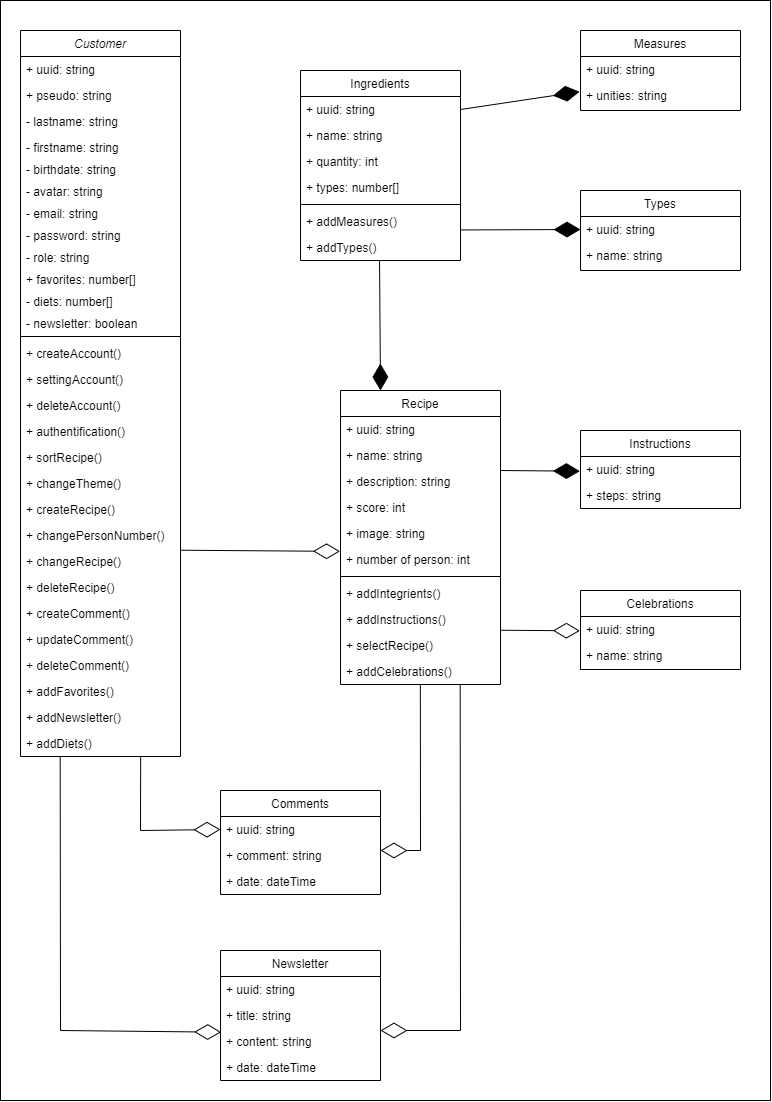 Customer
+ uuid: string
+ pseudo: string
- lastname: string
- firstname: string
- birthdate: string
- avatar: string
- email: string
- password: string
- role: string
+ favorites: number[]
- diets: number[]
- newsletter: boolean
+ createAccount()
+ settingAccount()
+ deleteAccount()
+ authentification()
+ sortRecipe()
+ changeTheme()
+ createRecipe()
+ changePersonNumber()
+ changeRecipe()
+ deleteRecipe()
+ createComment()
+ updateComment()
+ deleteComment()
+ addFavorites()
+ addNewsletter()
+ addDiets()
Ingredients
+ uuid: string
+ name: string
+ quantity: int
+ types: number[]
+ addMeasures()
+ addTypes()
Measures
+ uuid: string
+ unities: string
Types
+ uuid: string
+ name: string
Recipe
+ uuid: string
+ name: string
+ description: string
+ score: int
+ image: string
+ number of person: int
+ addIntegrients()
+ addInstructions()
+ selectRecipe()
+ addCelebrations()
Instructions
+ uuid: string
+ steps: string
Celebrations
+ uuid: string
+ name: string
Comments
+ uuid: string
+ comment: string
+ date: dateTime
Newsletter
+ uuid: string
+ title: string
+ content: string
+ date: dateTime